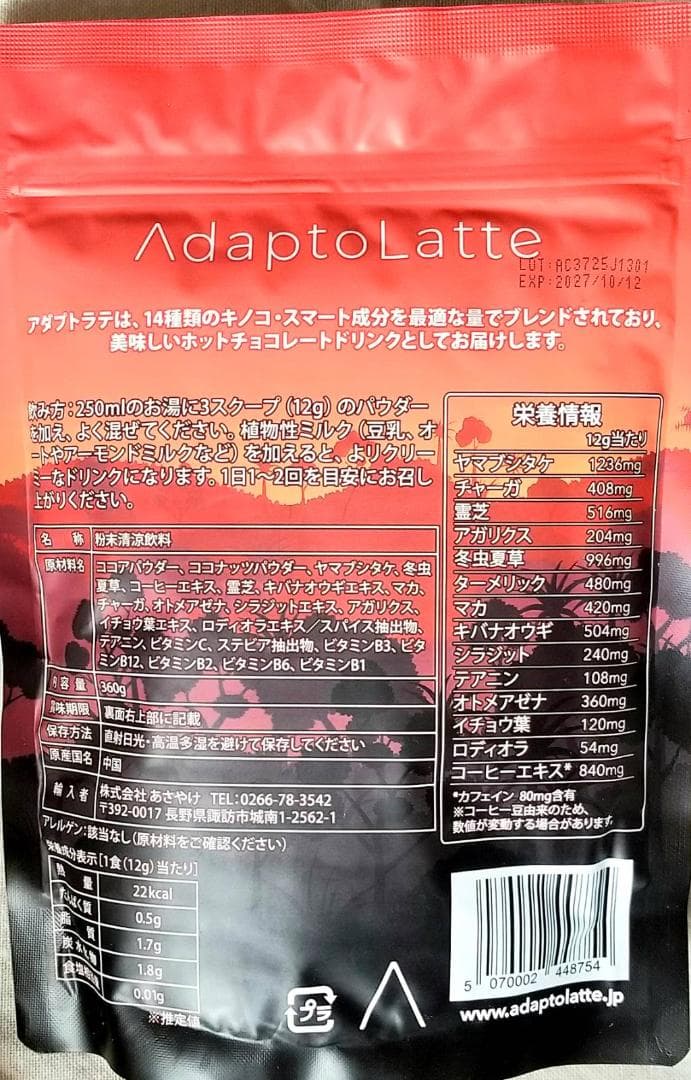 AdaptoLatte
LOT:AC3725J1301
EXP:2027/10/12
アダプトラテは、14種類のキノコ・スマート成分を最適な量でブレンドされており、
美味しいホットチョコレートドリンクとしてお届けします。
飲み方：250mlのお湯に3スクープ（12g）のパウダー
を加え、よく混ぜてください。植物性ミルク（豆乳、オ
ートやアーモンドミルクなど）を加えると、よりクリー
ミーなドリンクになります。1日1～2回を目安にお召し
上がりください。
名 称 粉末清涼飲料
原材料名 ココアパウダー、ココナッツパウダー、ヤマブシタケ、冬虫
夏草、コーヒーエキス、霊芝、キバナオウギエキス、マカ、
チャーガ、オトメアゼナ、シラジットエキス、アガリクス、
イチョウ葉エキス、ロディオラエキス／スパイス抽出物、
テアニン、ビタミンC、ステビア抽出物、ビタミンB3、ビタ
ミンB12、ビタミンB2、ビタミンB6、ビタミンB1
内容量 360g
賞味期限 裏面右上部に記載
保存方法 直射日光・高温多湿を避けて保存してください
原産国名 中国
輸入者 株式会社 あさやけ TEL：0266-78-3542
〒392-0017 長野県諏訪市城南1-2562-1
アレルゲン：該当なし（原材料をご確認ください）
栄養成分表示［1食（12g）当たり］
熱 量 22kcal
たんぱく質 0.5g
脂 質 1.7g
炭水化物 1.8g
食塩相当量 0.01g
※推定値
栄養情報
12g当たり
ヤマブシタケ 1236mg
チャーガ 408mg
霊芝 516mg
アガリクス 204mg
冬虫夏草 996mg
ターメリック 480mg
マカ 420mg
キバナオウギ 504mg
シラジット 240mg
テアニン 108mg
オトメアゼナ 360mg
イチョウ葉 120mg
ロディオラ 54mg
コーヒーエキス* 840mg
*カフェイン 80mg含有
※コーヒー豆由来のため、
数値が変動する場合があります。
プラ
5 070002 448754
www.adaptolatte.jp